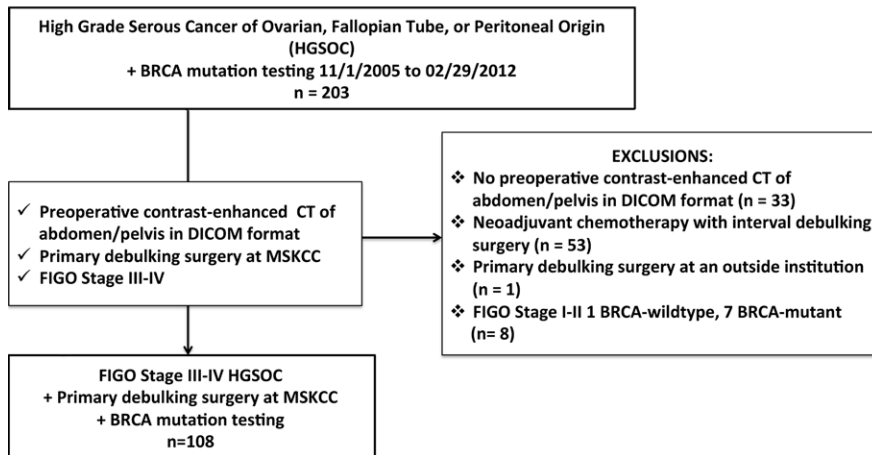 High Grade Serous Cancer of Ovarian, Fallopian Tube, or Peritoneal Origin
(HGSOC)
+ BRCA mutation testing 11/1/2005 to 02/29/2012
n = 203
✓ Preoperative contrast-enhanced CT of
abdomen/pelvis in DICOM format
✓ Primary debulking surgery at MSKCC
✓ FIGO Stage III-IV
EXCLUSIONS:
❖ No preoperative contrast-enhanced CT of
abdomen/pelvis in DICOM format (n = 33)
❖ Neoadjuvant chemotherapy with interval debulking
surgery (n = 53)
❖ Primary debulking surgery at an outside institution
(n = 1)
❖ FIGO Stage I-II 1 BRCA-wildtype, 7 BRCA-mutant
(n= 8)
FIGO Stage III-IV HGSOC
+ Primary debulking surgery at MSKCC
+ BRCA mutation testing
n=108